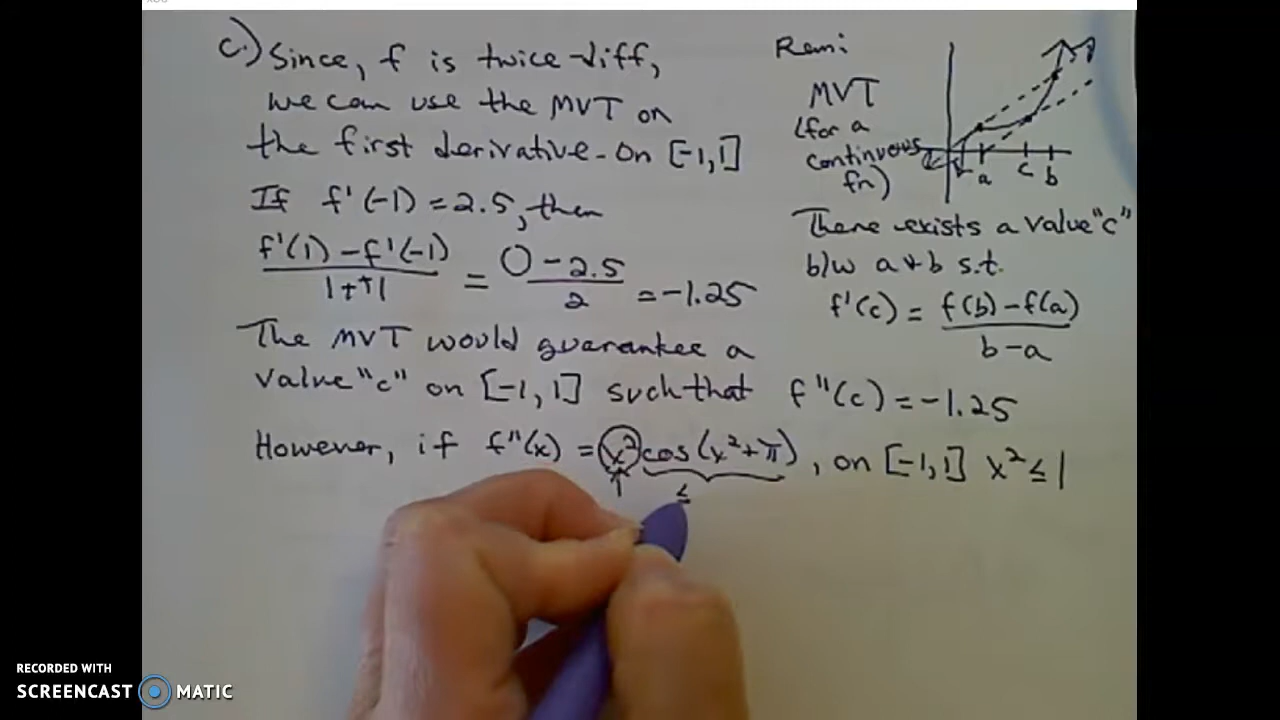 c.) Since, f is twice-diff,
we can use the MVT on
the first derivative on [-1,1]
If f'(-1) = 2.5, then
f'(1) - f'(-1) / 1 + +1 = 0 - 2.5 / 2 = -1.25
The MVT would guarantee a
value "c" on [-1, 1] such that f"(c) = -1.25
However, if f"(x) = x² cos(x² + π), on [-1,1] x² ≤ 1
≤
Rem:
MVT
(for a
continuous
fn)
a c b
There exists a value "c"
b/w a + b s.t.
f'(c) = f(b) - f(a) / b - a
RECORDED WITH
SCREENCAST MATIC